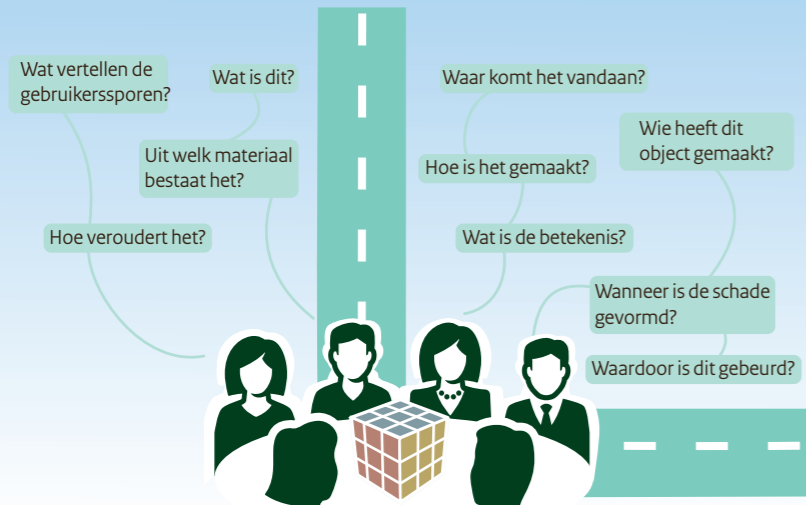 Wat vertellen de
gebruikerssporen?
Wat is dit?
Waar komt het vandaan?
Uit welk materiaal
bestaat het?
Hoe is het gemaakt?
Wie heeft dit
object gemaakt?
Hoe veroudert het?
Wat is de betekenis?
Wanneer is de schade
gevormd?
Waardoor is dit gebeurd?